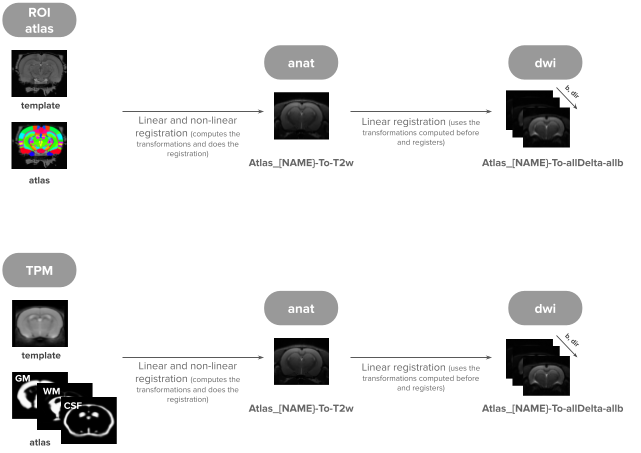 ROI
atlas
template
atlas
Linear and non-linear
registration (computes the
transformations and does the
registration)
anat
Atlas_[NAME}-To-T2w
Linear registration (uses the
transformations computed before
and registers)
dwi
b, dir
Atlas_[NAME}-To-allDelta-allb
TPM
template
GM
WM
CSF
atlas
Linear and non-linear
registration (computes the
transformations and does the
registration)
anat
Atlas_[NAME}-To-T2w
Linear registration (uses the
transformations computed before
and registers)
dwi
b, dir
Atlas_[NAME}-To-allDelta-allb